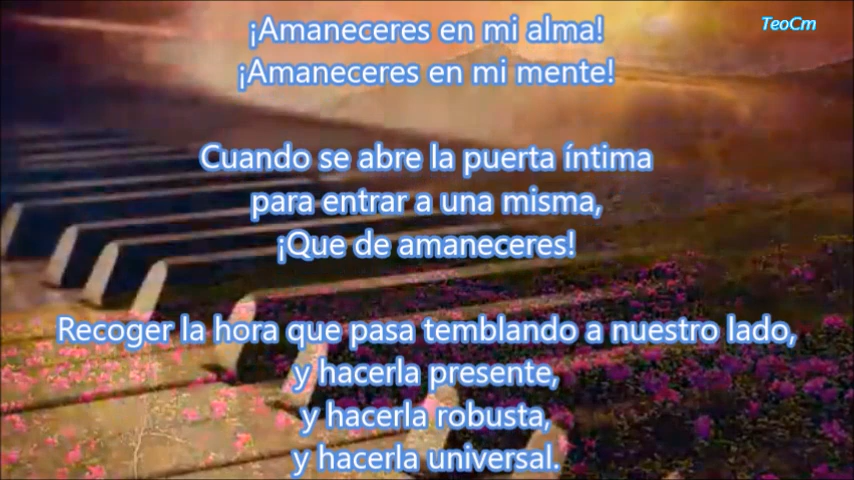 TeoCm
¡Amaneceres en mi alma!
¡Amaneceres en mi mente!
Cuando se abre la puerta íntima
para entrar a una misma,
¡Que de amaneceres!
Recoger la hora que pasa temblando a nuestro lado,
y hacerla presente,
y hacerla robusta,
y hacerla universal.